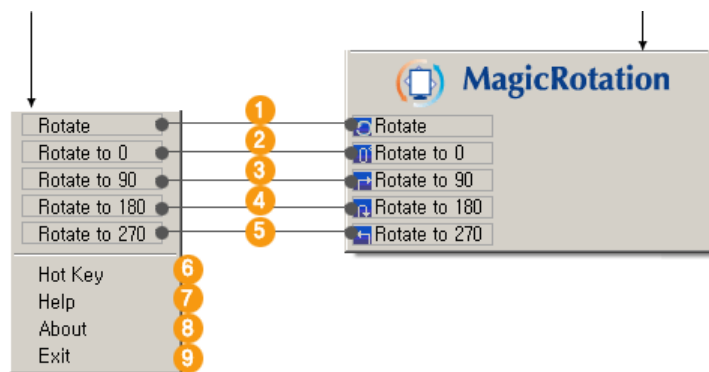 MagicRotation
Rotate 1 Rotate
Rotate to 0 2 Rotate to 0
Rotate to 90 3 Rotate to 90
Rotate to 180 4 Rotate to 180
Rotate to 270 5 Rotate to 270
Hot Key 6
Help 7
About 8
Exit 9